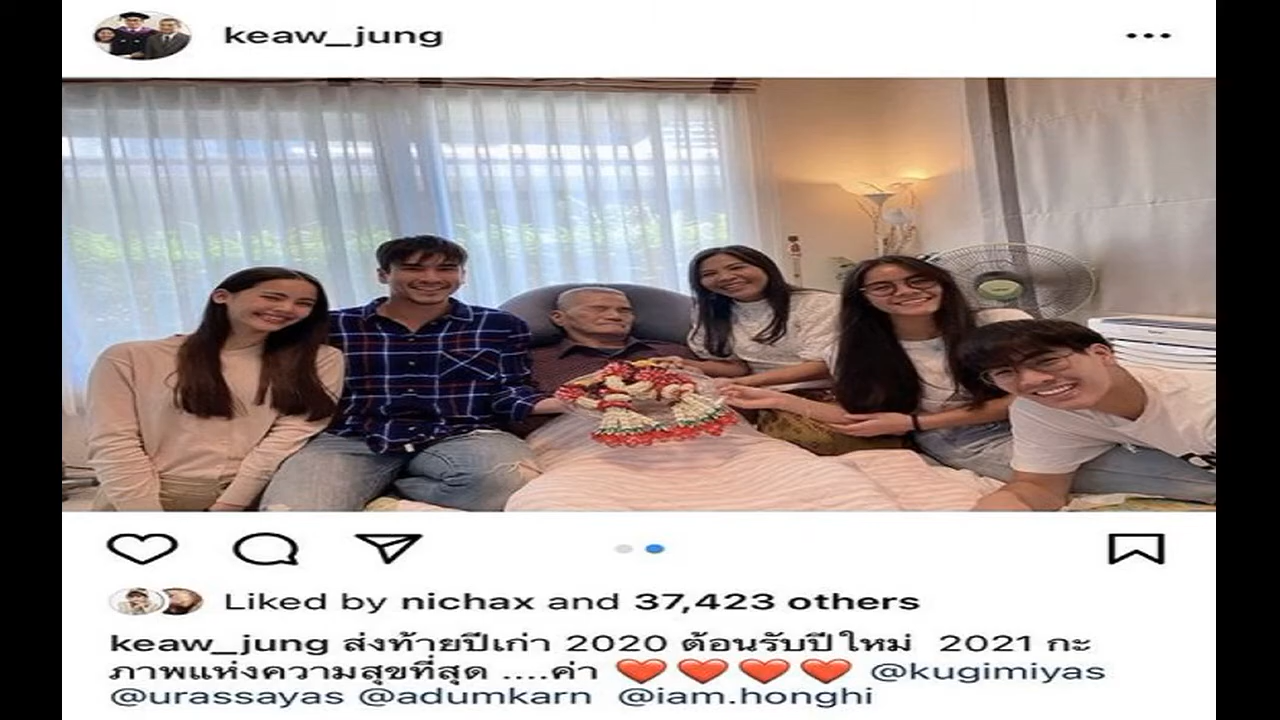 keaw_jung
Liked by nichax and 37,423 others
keaw_jung ส่งท้ายปีเก่า 2020 ต้อนรับปีใหม่ 2021 กะ
ภาพแห่งความสุขที่สุด ....ค่า ❤️❤️❤️❤️ @kugimiyas
@urassayas @adumkarn @iam.honghi